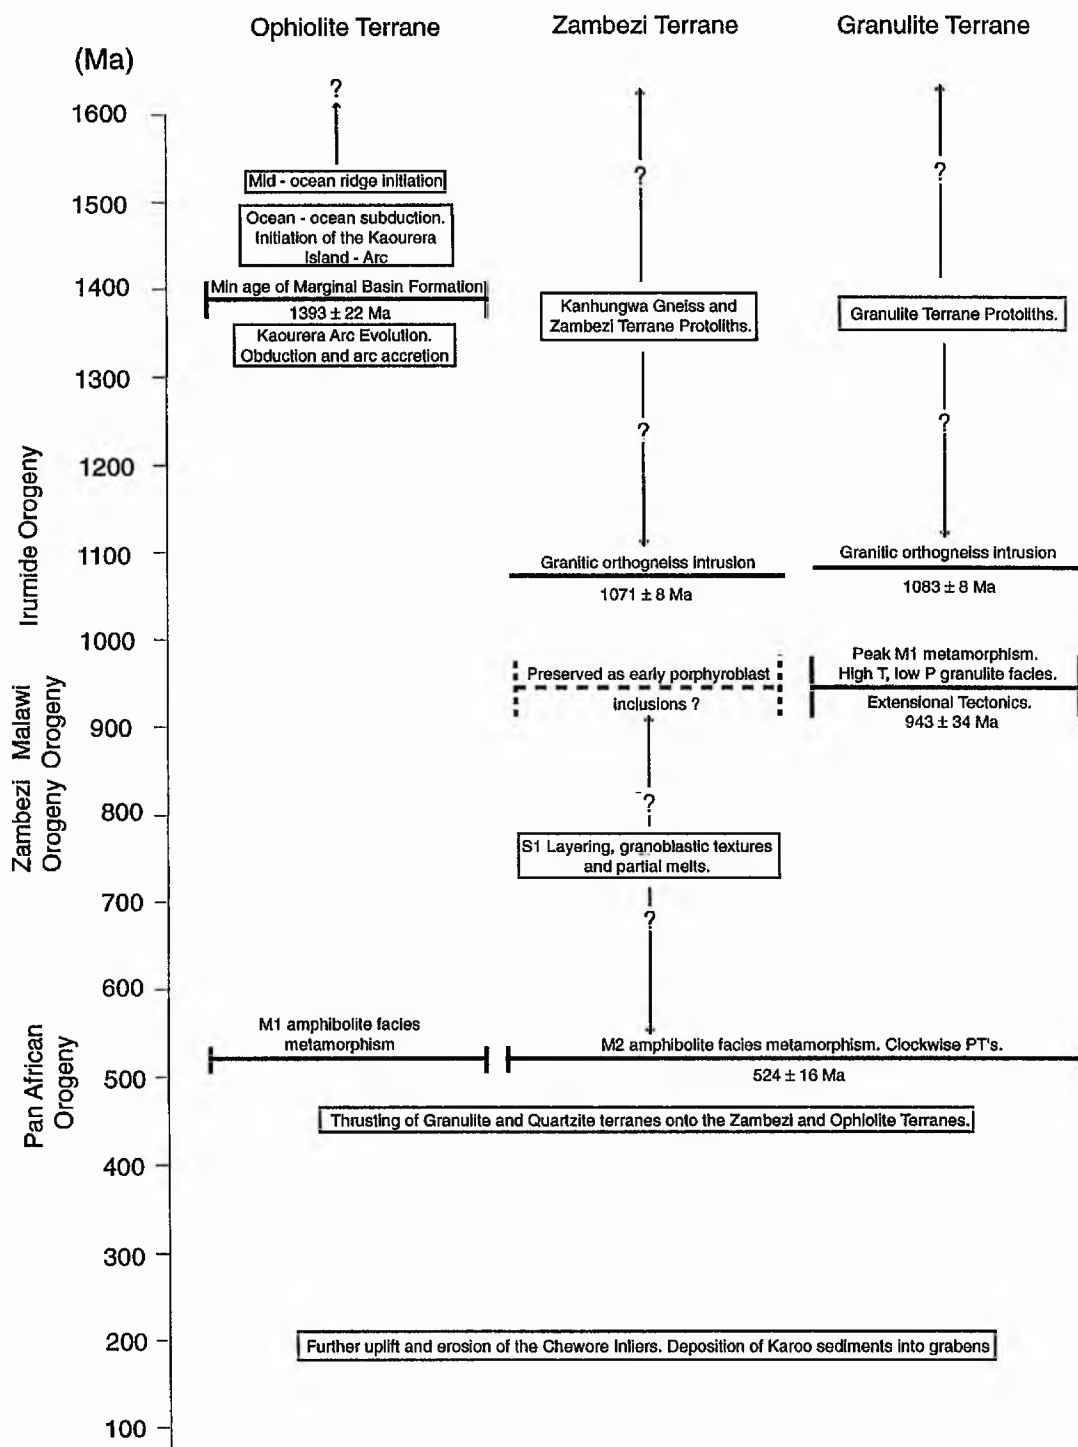 Ophiolite Terrane
Zambezi Terrane
Granulite Terrane
(Ma)
1600
1500
1400
1300
1200
1100
1000
900
800
700
600
500
400
300
200
100
Irumide Orogeny
Malawi
Orogeny
Zambezi
Orogeny
Pan African
Orogeny
?
Mid - ocean ridge initiation
Ocean - ocean subduction.
Initiation of the Kaourera
Island - Arc
Min age of Marginal Basin Formation
1393 ± 22 Ma
Kaourera Arc Evolution.
Obduction and arc accretion
M1 amphibolite facies
metamorphism
?
Kanhungwa Gneiss and
Zambezi Terrane Protoliths.
?
Granitic orthogneiss intrusion
1071 ± 8 Ma
Preserved as early porphyroblast
inclusions ?
?
S1 Layering, granoblastic textures
and partial melts.
?
?
Granulite Terrane Protoliths.
?
Granitic orthogneiss intrusion
1083 ± 8 Ma
Peak M1 metamorphism.
High T, low P granulite facies.
Extensional Tectonics.
943 ± 34 Ma
M2 amphibolite facies metamorphism. Clockwise PT's.
524 ± 16 Ma
Thrusting of Granulite and Quartzite terranes onto the Zambezi and Ophiolite Terranes.
Further uplift and erosion of the Chewore Inliers. Deposition of Karoo sediments into grabens